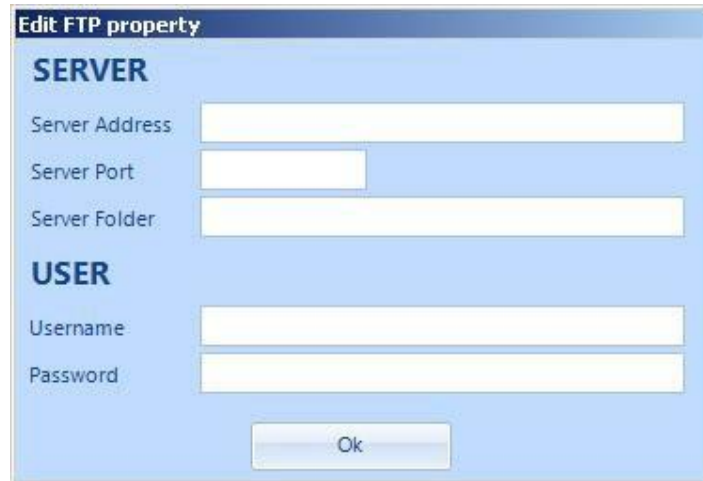 Edit FTP property
SERVER
Server Address
Server Port
Server Folder
USER
Username
Password
Ok